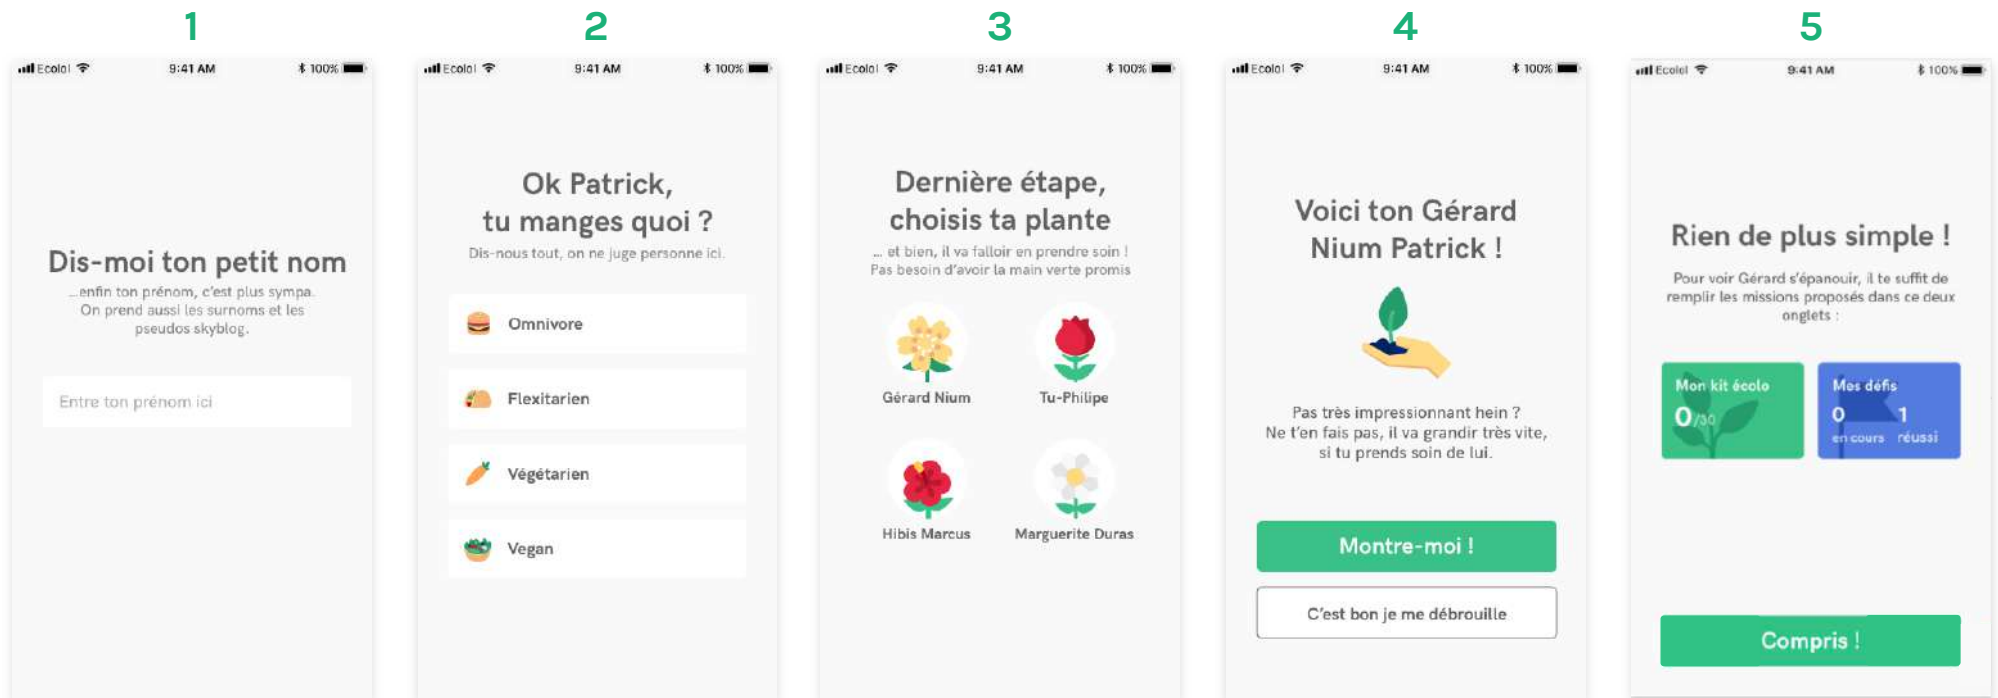 1
Ecolol 9:41 AM 100%
Dis-moi ton petit nom
...enfin ton prénom, c'est plus sympa.
On prend aussi les surnoms et les
pseudos skyblog.
Entre ton prénom ici
2
Ecolol 9:41 AM 100%
Ok Patrick,
tu manges quoi ?
Dis-nous tout, on ne juge personne ici.
Omnivore
Flexitarien
Végétarien
Vegan
3
Ecolol 9:41 AM 100%
Dernière étape,
choisis ta plante
... et bien, il va falloir en prendre soin !
Pas besoin d'avoir la main verte promis
Gérard Nium
Tu-Philipe
Hibis Marcus
Marguerite Duras
4
Ecolol 9:41 AM 100%
Voici ton Gérard
Nium Patrick !
Pas très impressionnant hein ?
Ne t'en fais pas, il va grandir très vite,
si tu prends soin de lui.
Montre-moi !
C'est bon je me débrouille
5
Ecolol 9:41 AM 100%
Rien de plus simple !
Pour voir Gérard s'épanouir, il te suffit de
remplir les missions proposés dans ce deux
onglets :
Mon kit écolo
0/30
Mes défis
0 1
en cours réussi
Compris !